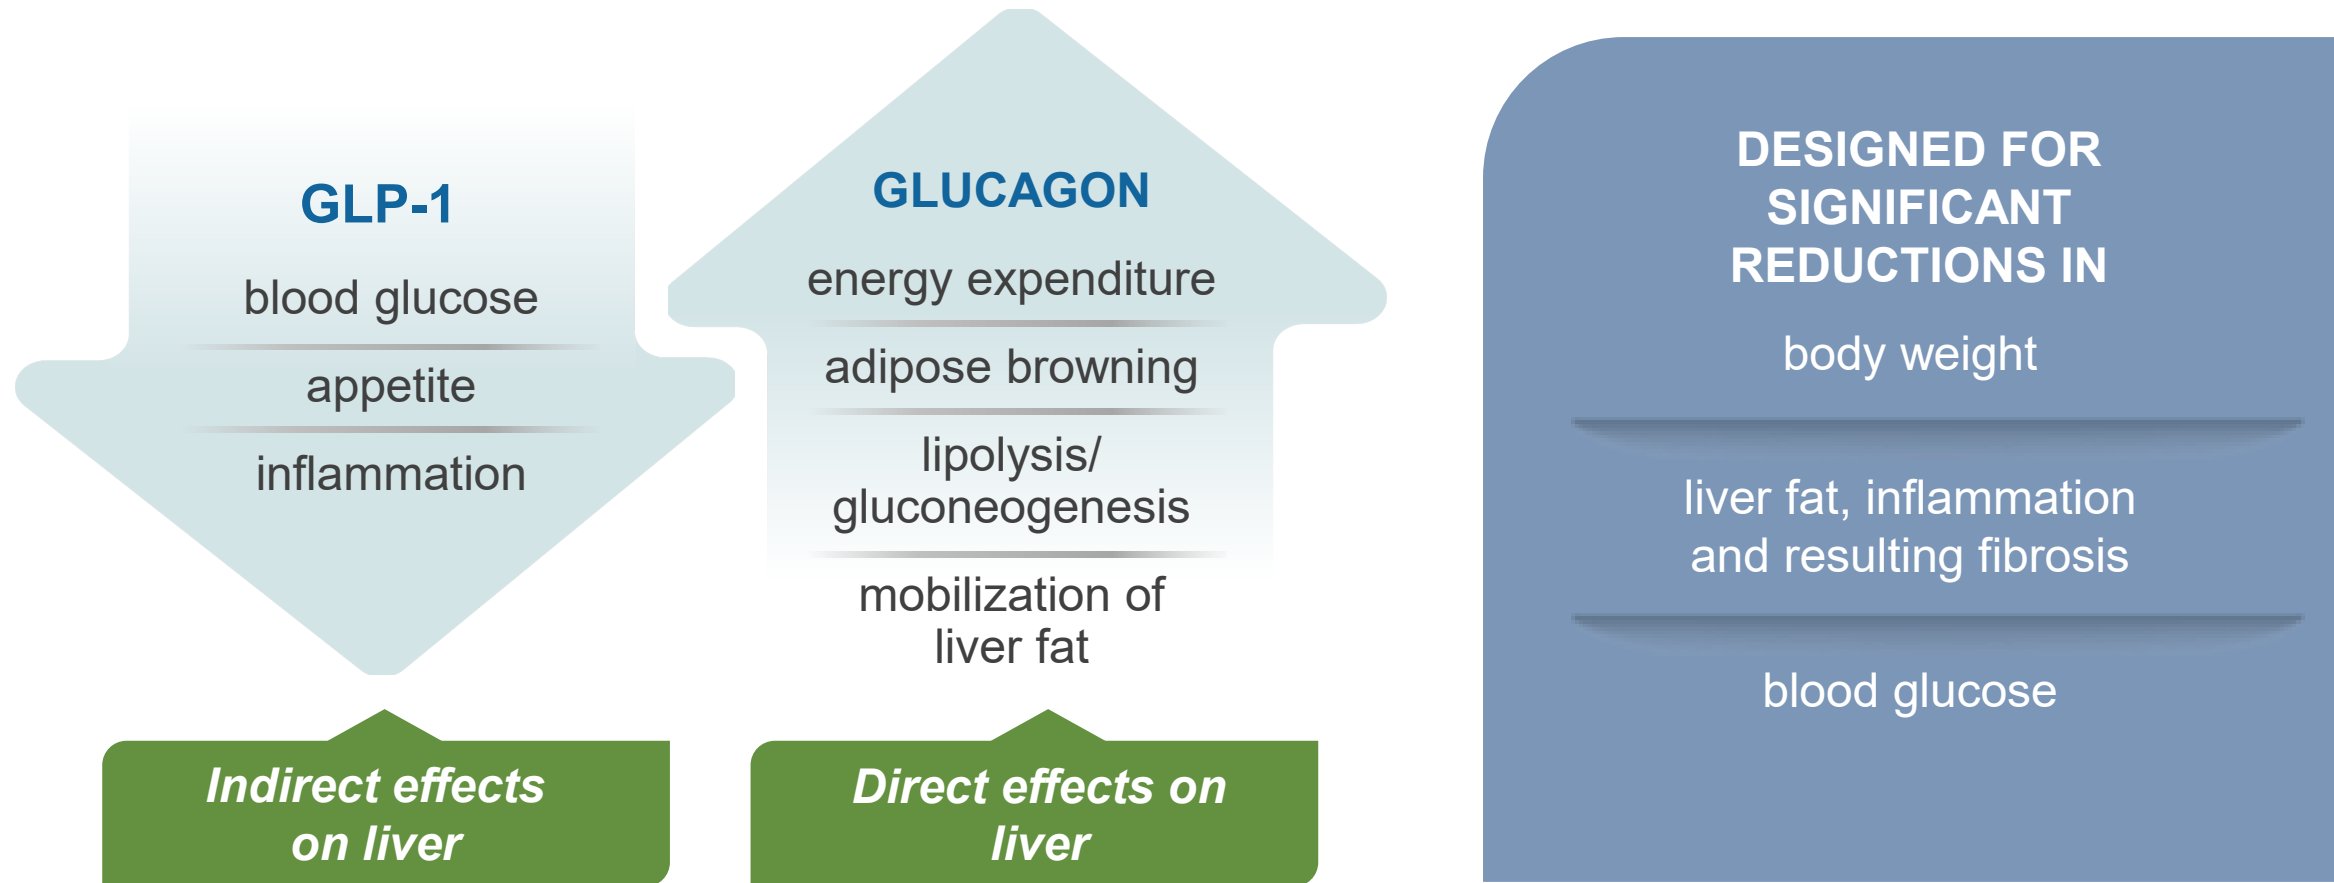 GLP-1
blood glucose
appetite
inflammation
Indirect effects
on liver
GLUCAGON
energy expenditure
adipose browning
lipolysis/
gluconeogenesis
mobilization of
liver fat
Direct effects on
liver
DESIGNED FOR
SIGNIFICANT
REDUCTIONS IN
body weight
liver fat, inflammation
and resulting fibrosis
blood glucose